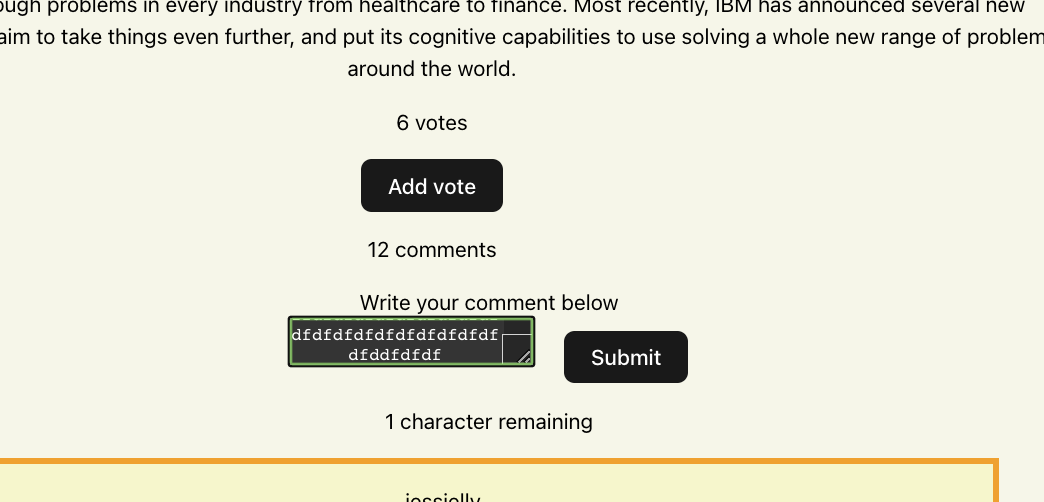 ough problems in every industry from healthcare to finance. Most recently, IBM has announced several new
aim to take things even further, and put its cognitive capabilities to use solving a whole new range of problem
around the world.
6 votes
Add vote
12 comments
Write your comment below
dfdfdfdfdfdfdfdfdfdf
dfddfdfdf
Submit
1 character remaining
jessjelly